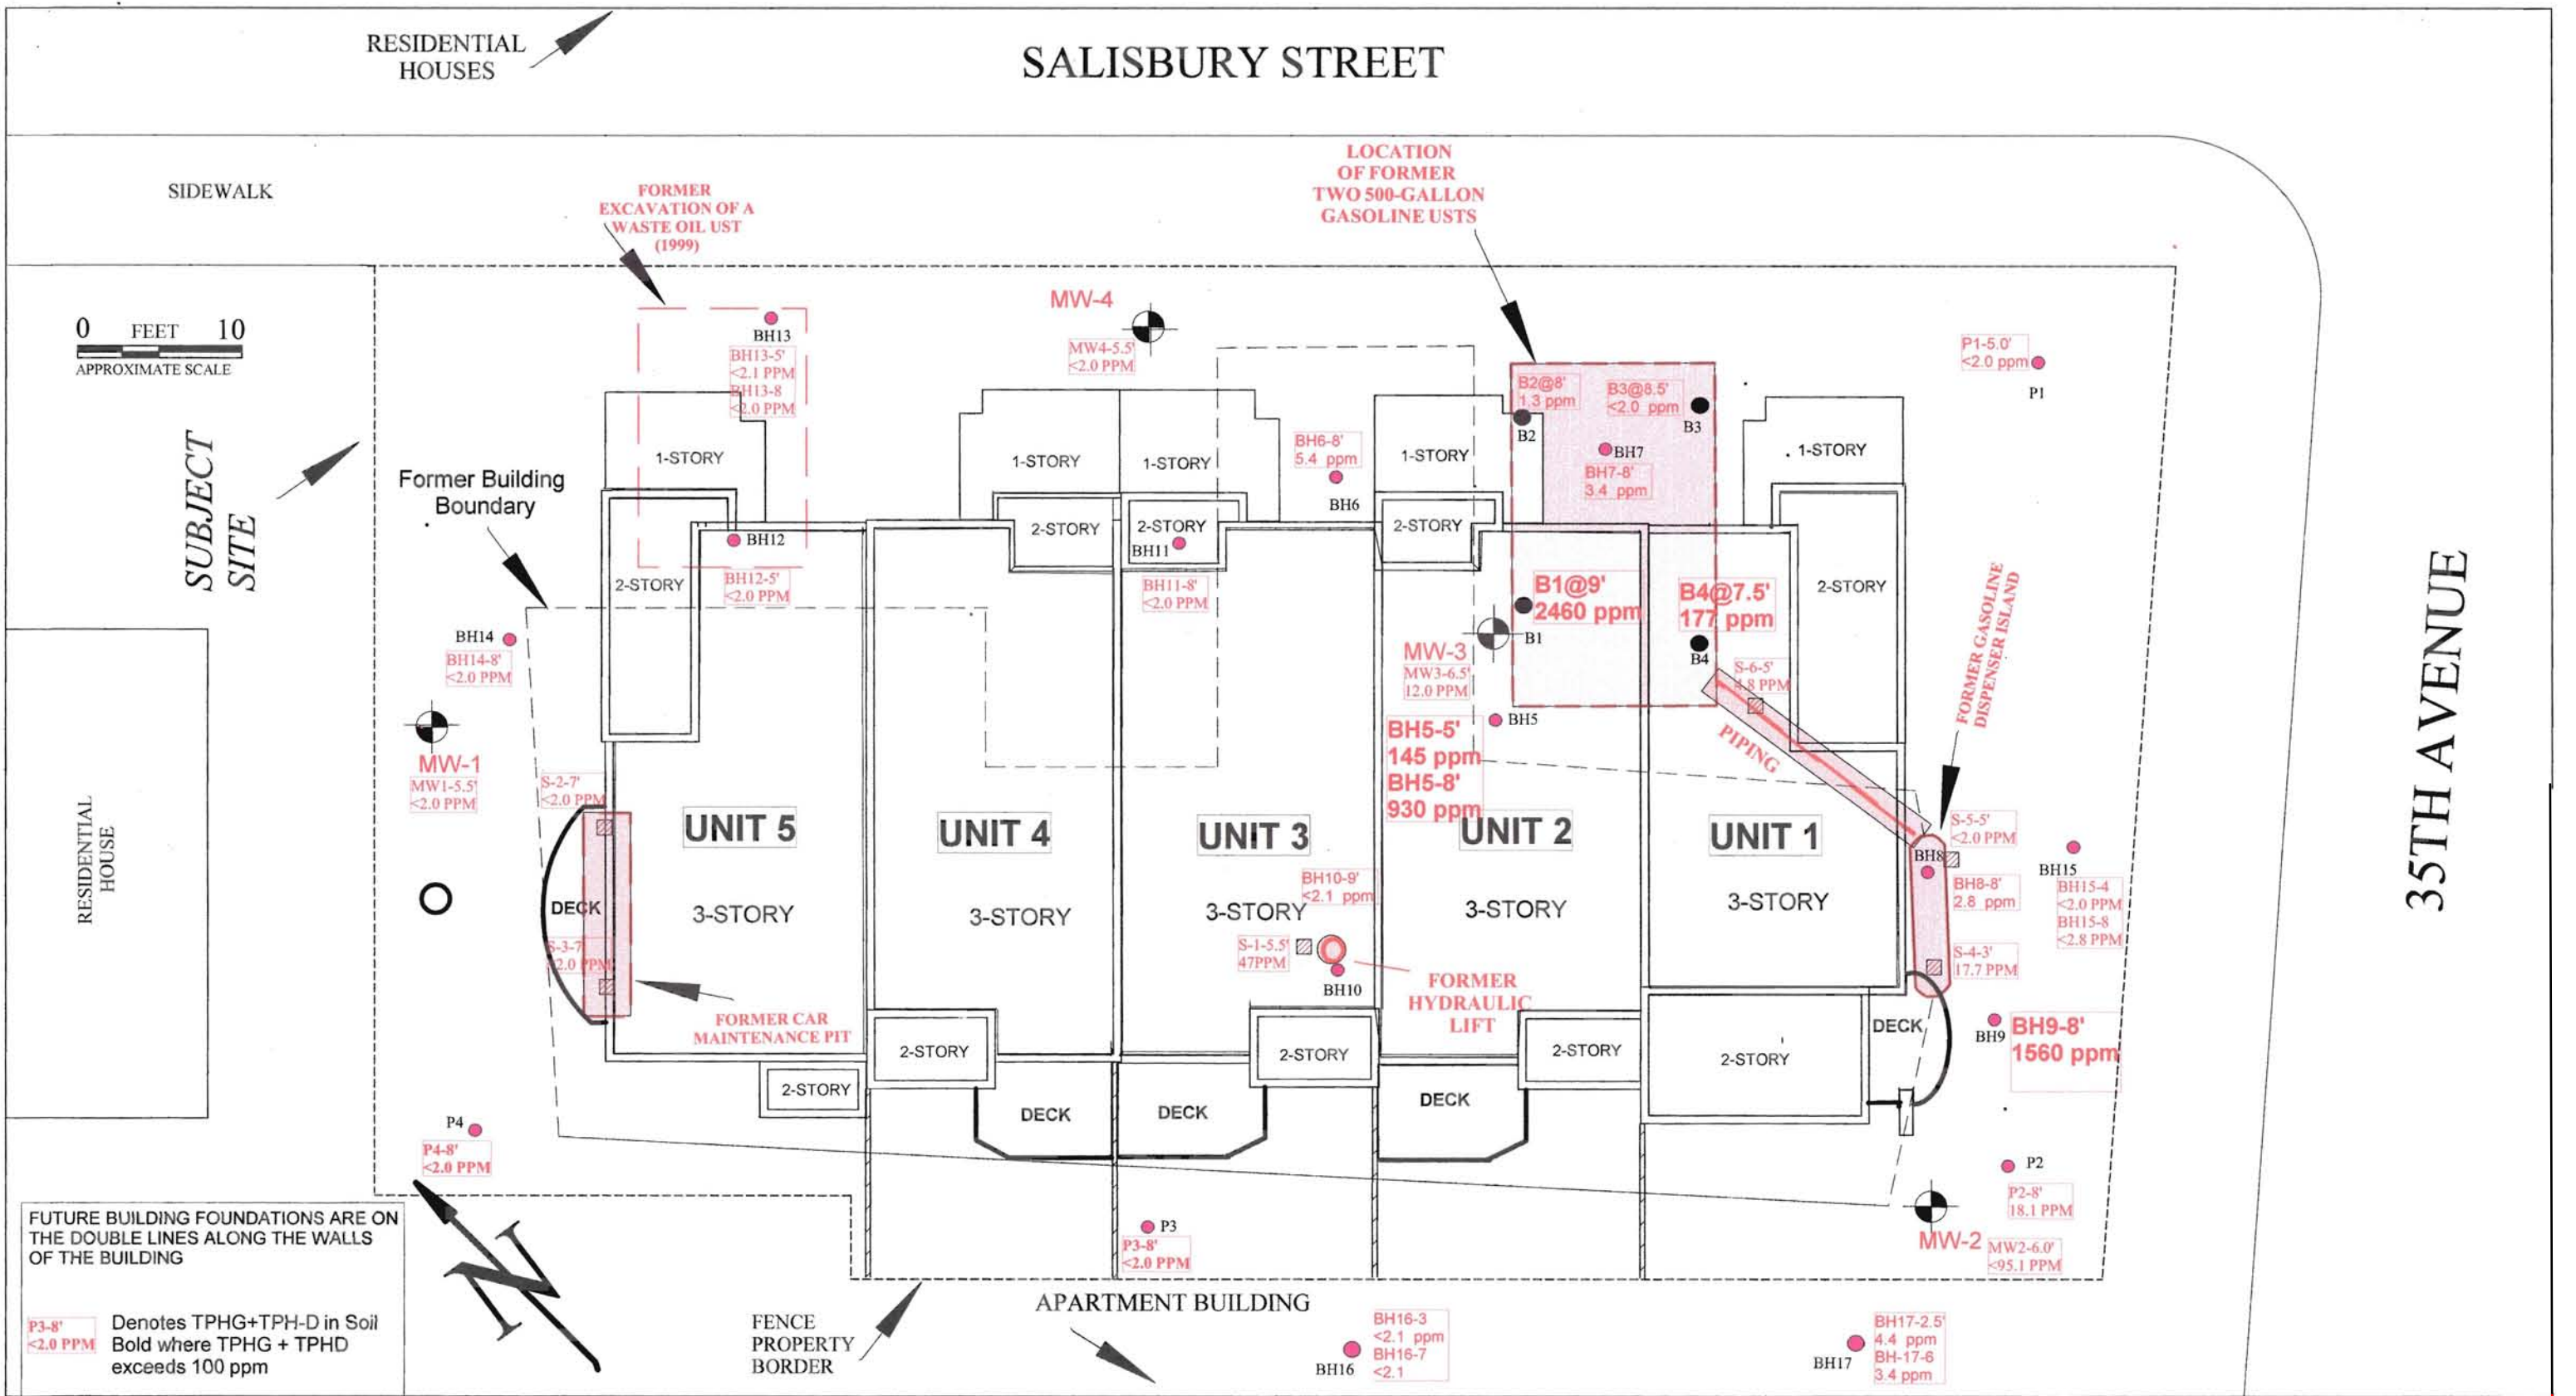 RESIDENTIAL
HOUSES
SALISBURY STREET
SIDEWALK
FORMER
EXCAVATION OF A
WASTE OIL UST
(1999)
LOCATION
OF FORMER
TWO 500-GALLON
GASOLINE USTS
0 FEET 10
APPROXIMATE SCALE
SUBJECT
SITE
Former Building
Boundary
BH13
BH13-5'
<2.1 PPM
BH13-8
<2.0 PPM
MW-4
MW4-5.5'
<2.0 PPM
B2@8'
1.3 ppm
B2
B3@8.5'
<2.0 ppm
B3
BH7
BH7-8'
3.4 ppm
P1-5.0'
<2.0 ppm
P1
1-STORY
1-STORY
1-STORY
BH6-8'
5.4 ppm
BH6
1-STORY
1-STORY
2-STORY
BH12
BH12-5'
<2.0 PPM
2-STORY
2-STORY
BH11
BH11-8'
<2.0 PPM
2-STORY
B1@9'
2460 ppm
B1
B4@7.5'
177 ppm
B4
2-STORY
FORMER GASOLINE
DISPENSER ISLAND
35TH AVENUE
BH14
BH14-8'
<2.0 PPM
MW-3
MW3-6.5'
12.0 PPM
S-6-5'
4.8 PPM
PIPING
BH5
BH5-5'
145 ppm
BH5-8'
930 ppm
MW-1
MW1-5.5'
<2.0 PPM
S-2-7'
<2.0 PPM
RESIDENTIAL
HOUSE
UNIT 5
3-STORY
UNIT 4
3-STORY
UNIT 3
3-STORY
UNIT 2
3-STORY
UNIT 1
3-STORY
S-5-5'
<2.0 PPM
BH8
BH8-8'
2.8 ppm
BH15
BH15-4
<2.0 PPM
BH15-8
<2.8 PPM
DECK
S-3-7'
<2.0 PPM
BH10-9'
<2.1 ppm
S-1-5.5'
47PPM
BH10
FORMER
HYDRAULIC
LIFT
S-4-3'
17.7 PPM
FORMER CAR
MAINTENANCE PIT
DECK
BH9
BH9-8'
1560 ppm
2-STORY
2-STORY
2-STORY
2-STORY
2-STORY
DECK
DECK
DECK
P4
P4-8'
<2.0 PPM
P2
P2-8'
18.1 PPM
MW-2
MW2-6.0'
<95.1 PPM
P3
P3-8'
<2.0 PPM
N
FUTURE BUILDING FOUNDATIONS ARE ON
THE DOUBLE LINES ALONG THE WALLS
OF THE BUILDING
P3-8'
<2.0 PPM
Denotes TPHG+TPH-D in Soil
Bold where TPHG + TPHD
exceeds 100 ppm
FENCE
PROPERTY
BORDER
APARTMENT BUILDING
BH16
BH16-3
<2.1 ppm
BH16-7
<2.1
BH17
BH17-2.5'
4.4 ppm
BH-17-6
3.4 ppm